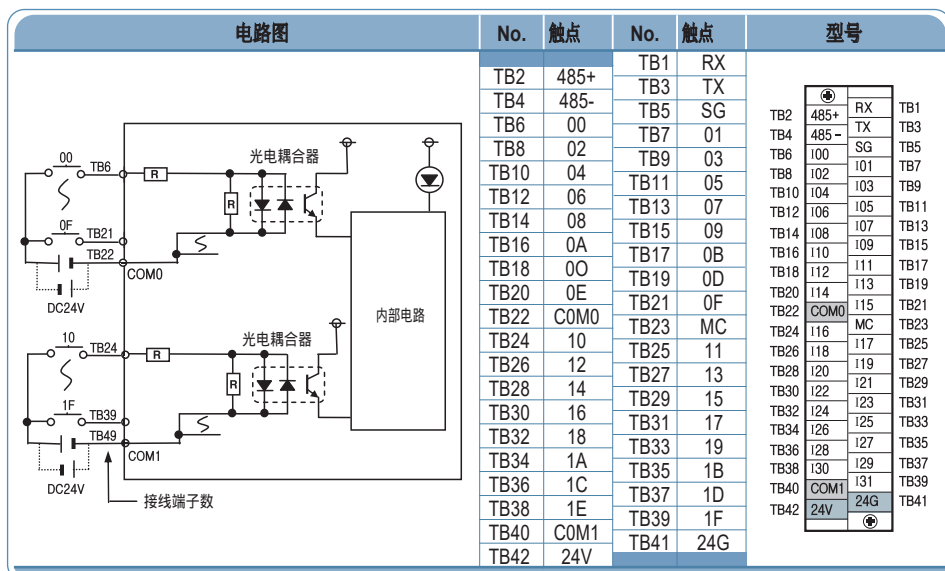 电路图 No. 触点 No. 触点 型号
TB1 RX
TB2 485+
TB3 TX
TB4 485-
TB5 SG
TB6 00
TB7 01
TB8 02
TB9 03
TB10 04
TB11 05
TB12 06
TB13 07
TB14 08
TB15 09
TB16 0A
TB17 0B
TB18 0O
TB19 0D
TB20 0E
TB21 0F
TB22 C0M0
TB23 MC
TB24 10
TB25 11
TB26 12
TB27 13
TB28 14
TB29 15
TB30 16
TB31 17
TB32 18
TB33 19
TB34 1A
TB35 1B
TB36 1C
TB37 1D
TB38 1E
TB39 1F
TB40 C0M1
TB41 24G
TB42 24V
光电耦合器
00
TB6
R
R
0F
TB21
TB22
COM0
DC24V
内部电路
光电耦合器
10
TB24
R
R
1F
TB39
TB49
COM1
DC24V
接线端子数
RX TB1
TB2 485+
TX TB3
TB4 485-
SG TB5
TB6 I00
I01 TB7
TB8 I02
I03 TB9
TB10 I04
I05 TB11
TB12 I06
I07 TB13
TB14 I08
I09 TB15
TB16 I10
I11 TB17
TB18 I12
I13 TB19
TB20 I14
I15 TB21
TB22 COM0
MC TB23
TB24 I16
I17 TB25
TB26 I18
I19 TB27
TB28 I20
I21 TB29
TB30 I22
I23 TB31
TB32 I24
I25 TB33
TB34 I26
I27 TB35
TB36 I28
I29 TB37
TB38 I30
I31 TB39
TB40 COM1
24G TB41
TB42 24V